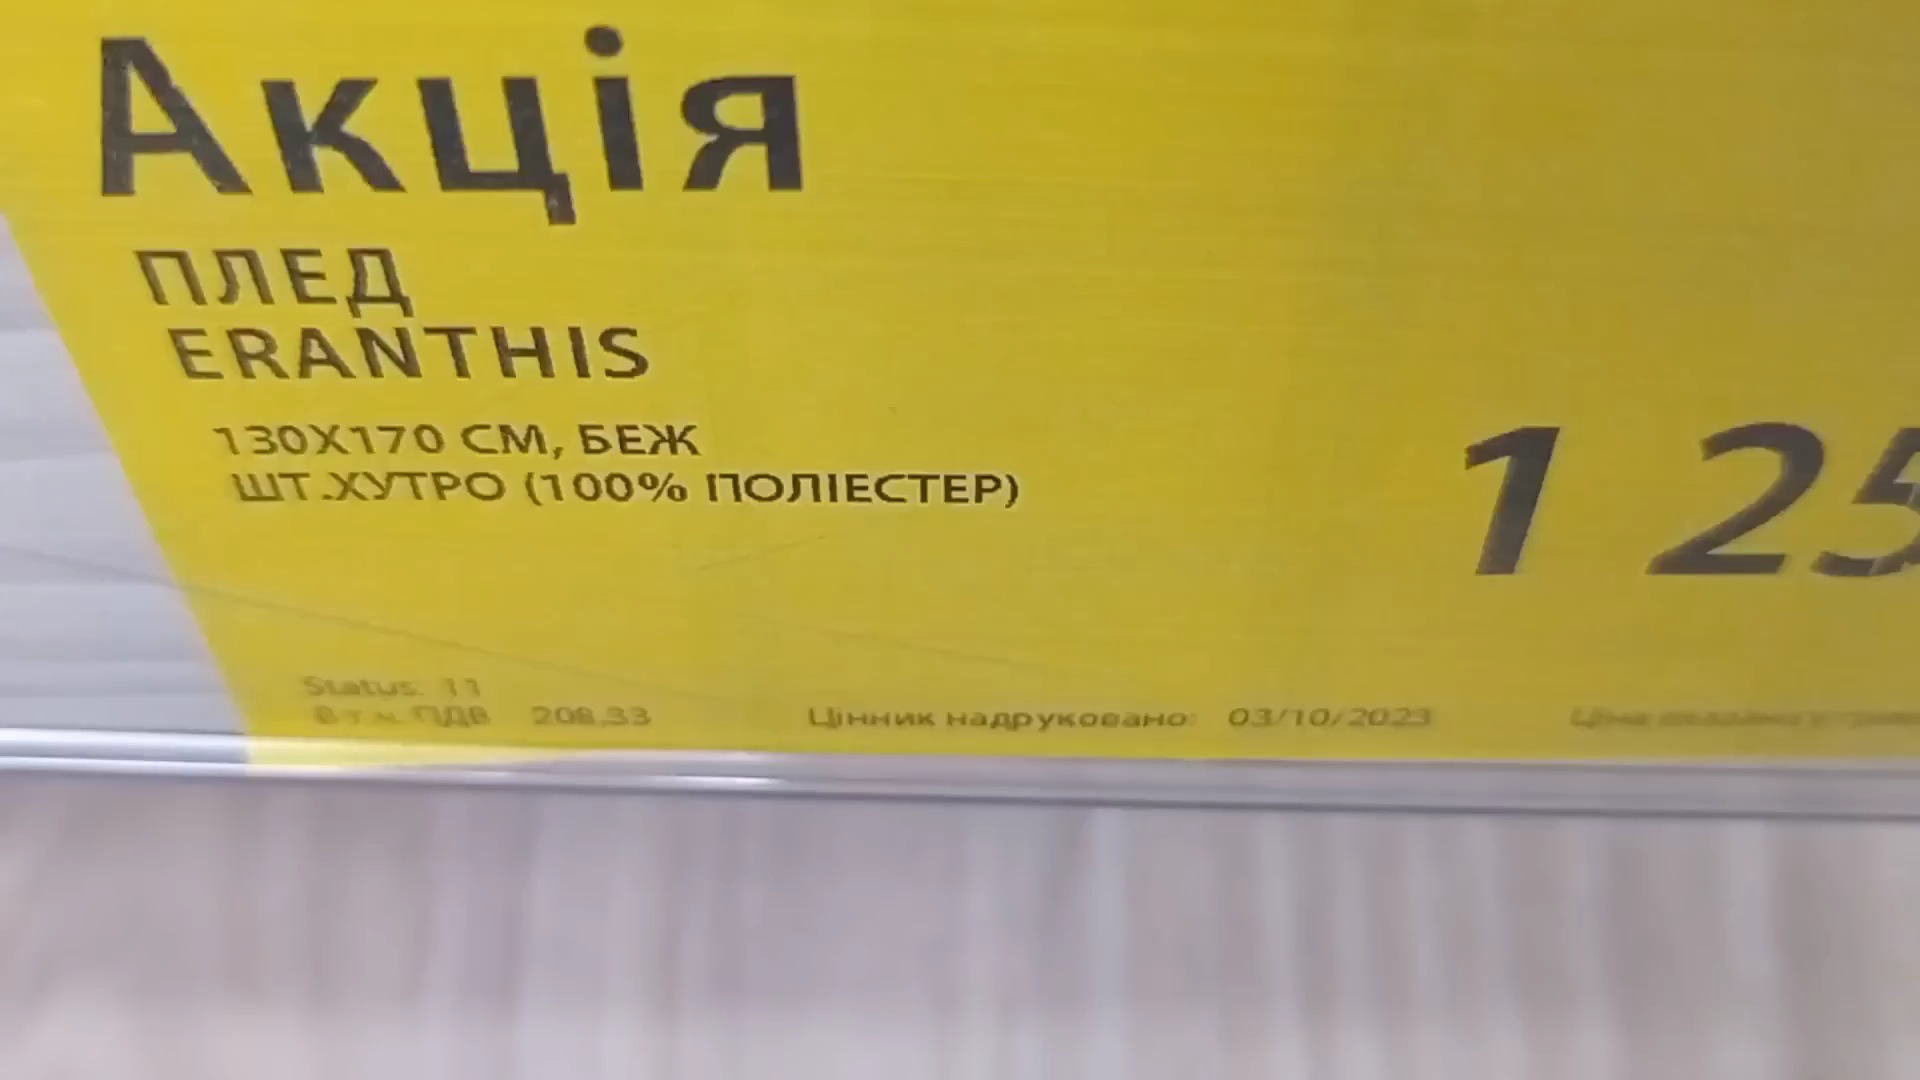 Акція
ПЛЕД
ERANTHIS
130X170 СМ, БЕЖ
ШТ.ХУТРО (100% ПОЛІЕСТЕР)
1 25
Status: 11
В т.ч. ПДВ 208,33 Цінник надруковано: 03/10/2023 Ціна